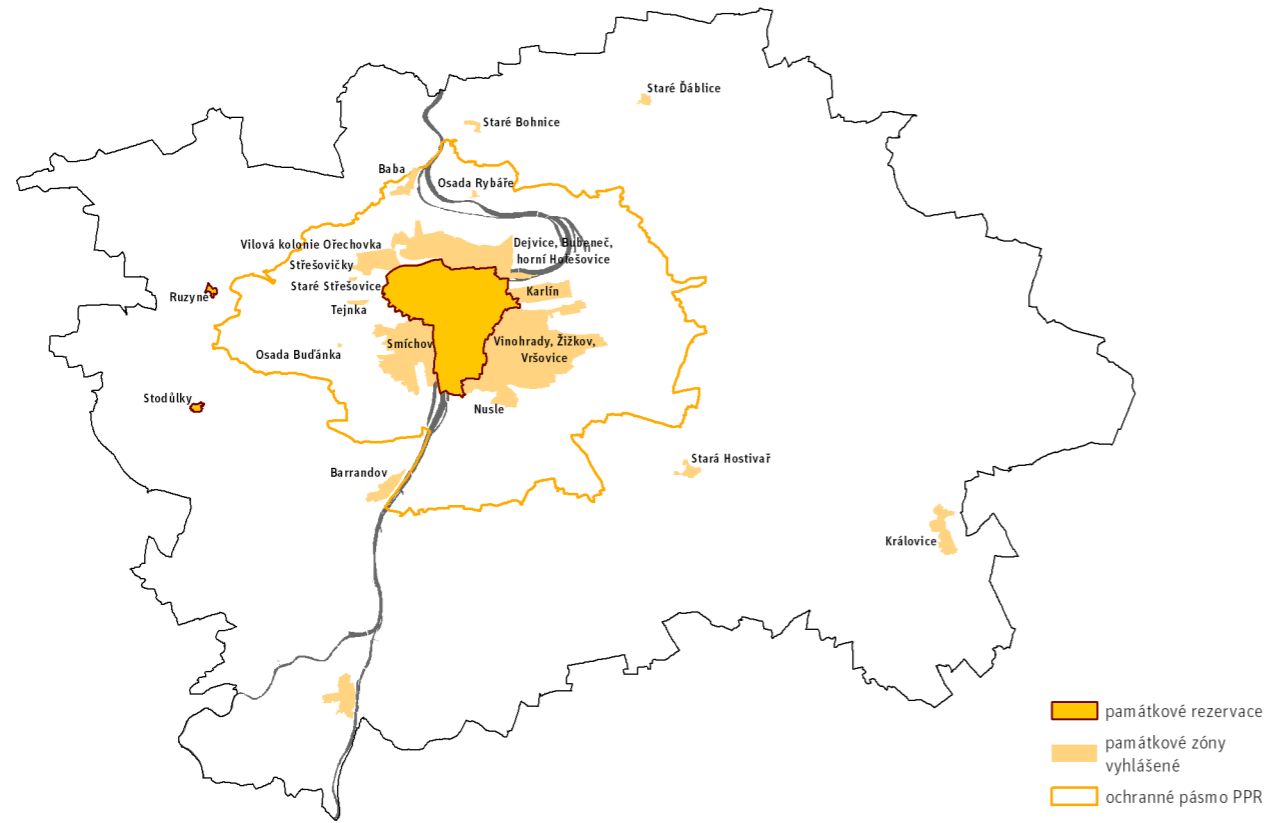 Staré Ďáblice
Staré Bohnice
Baba
Osada Rybáře
Vilová kolonie Ořechovka
Dejvice, Bubeneč,
horní Holešovice
Střešovičky
Staré Střešovice
Ruzyně
Karlín
Tejnka
Smíchov
Vinohrady, Žižkov,
Vršovice
Osada Buďánka
Stodůlky
Nusle
Stará Hostivař
Barrandov
Královice
památkové rezervace
památkové zóny
vyhlášené
ochranné pásmo PPR